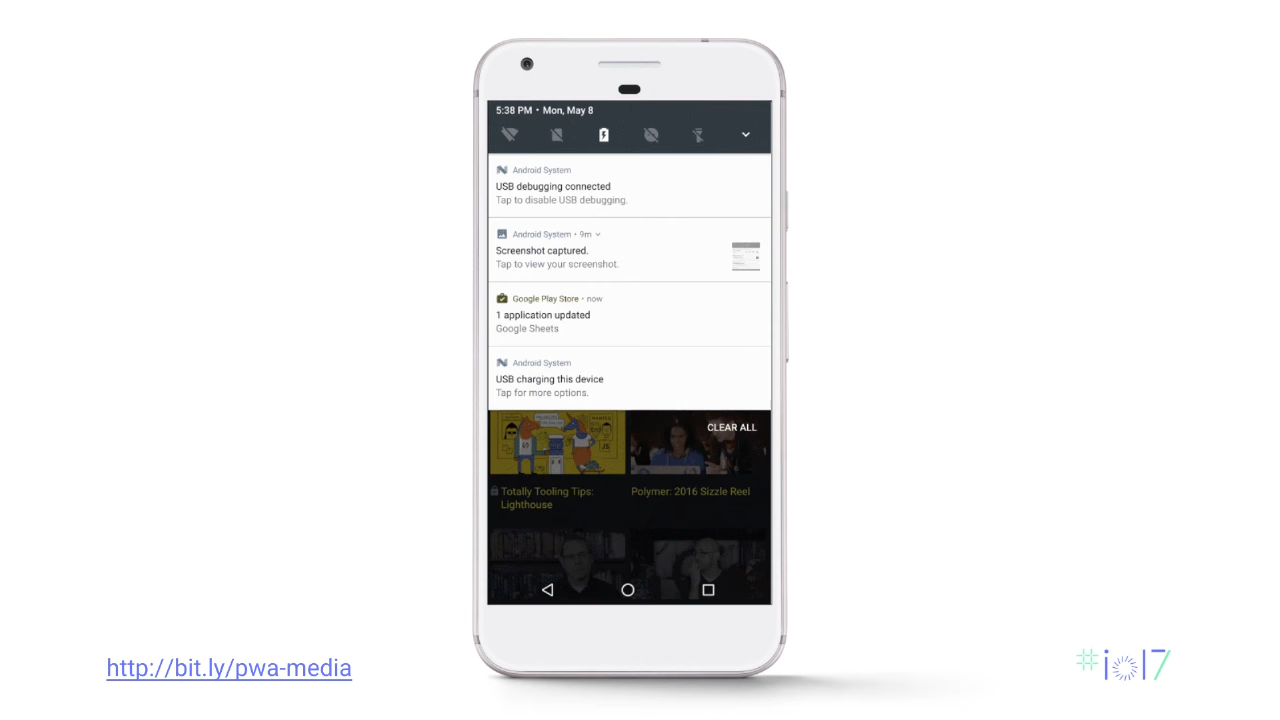 5:38 PM • Mon, May 8
Android System
USB debugging connected
Tap to disable USB debugging.
Android System • 9m
Screenshot captured.
Tap to view your screenshot.
Google Play Store • now
1 application updated
Google Sheets
Android System
USB charging this device
Tap for more options.
CLEAR ALL
JS
Totally Tooling Tips:
Lighthouse
Polymer: 2016 Sizzle Reel
http://bit.ly/pwa-media
#io17